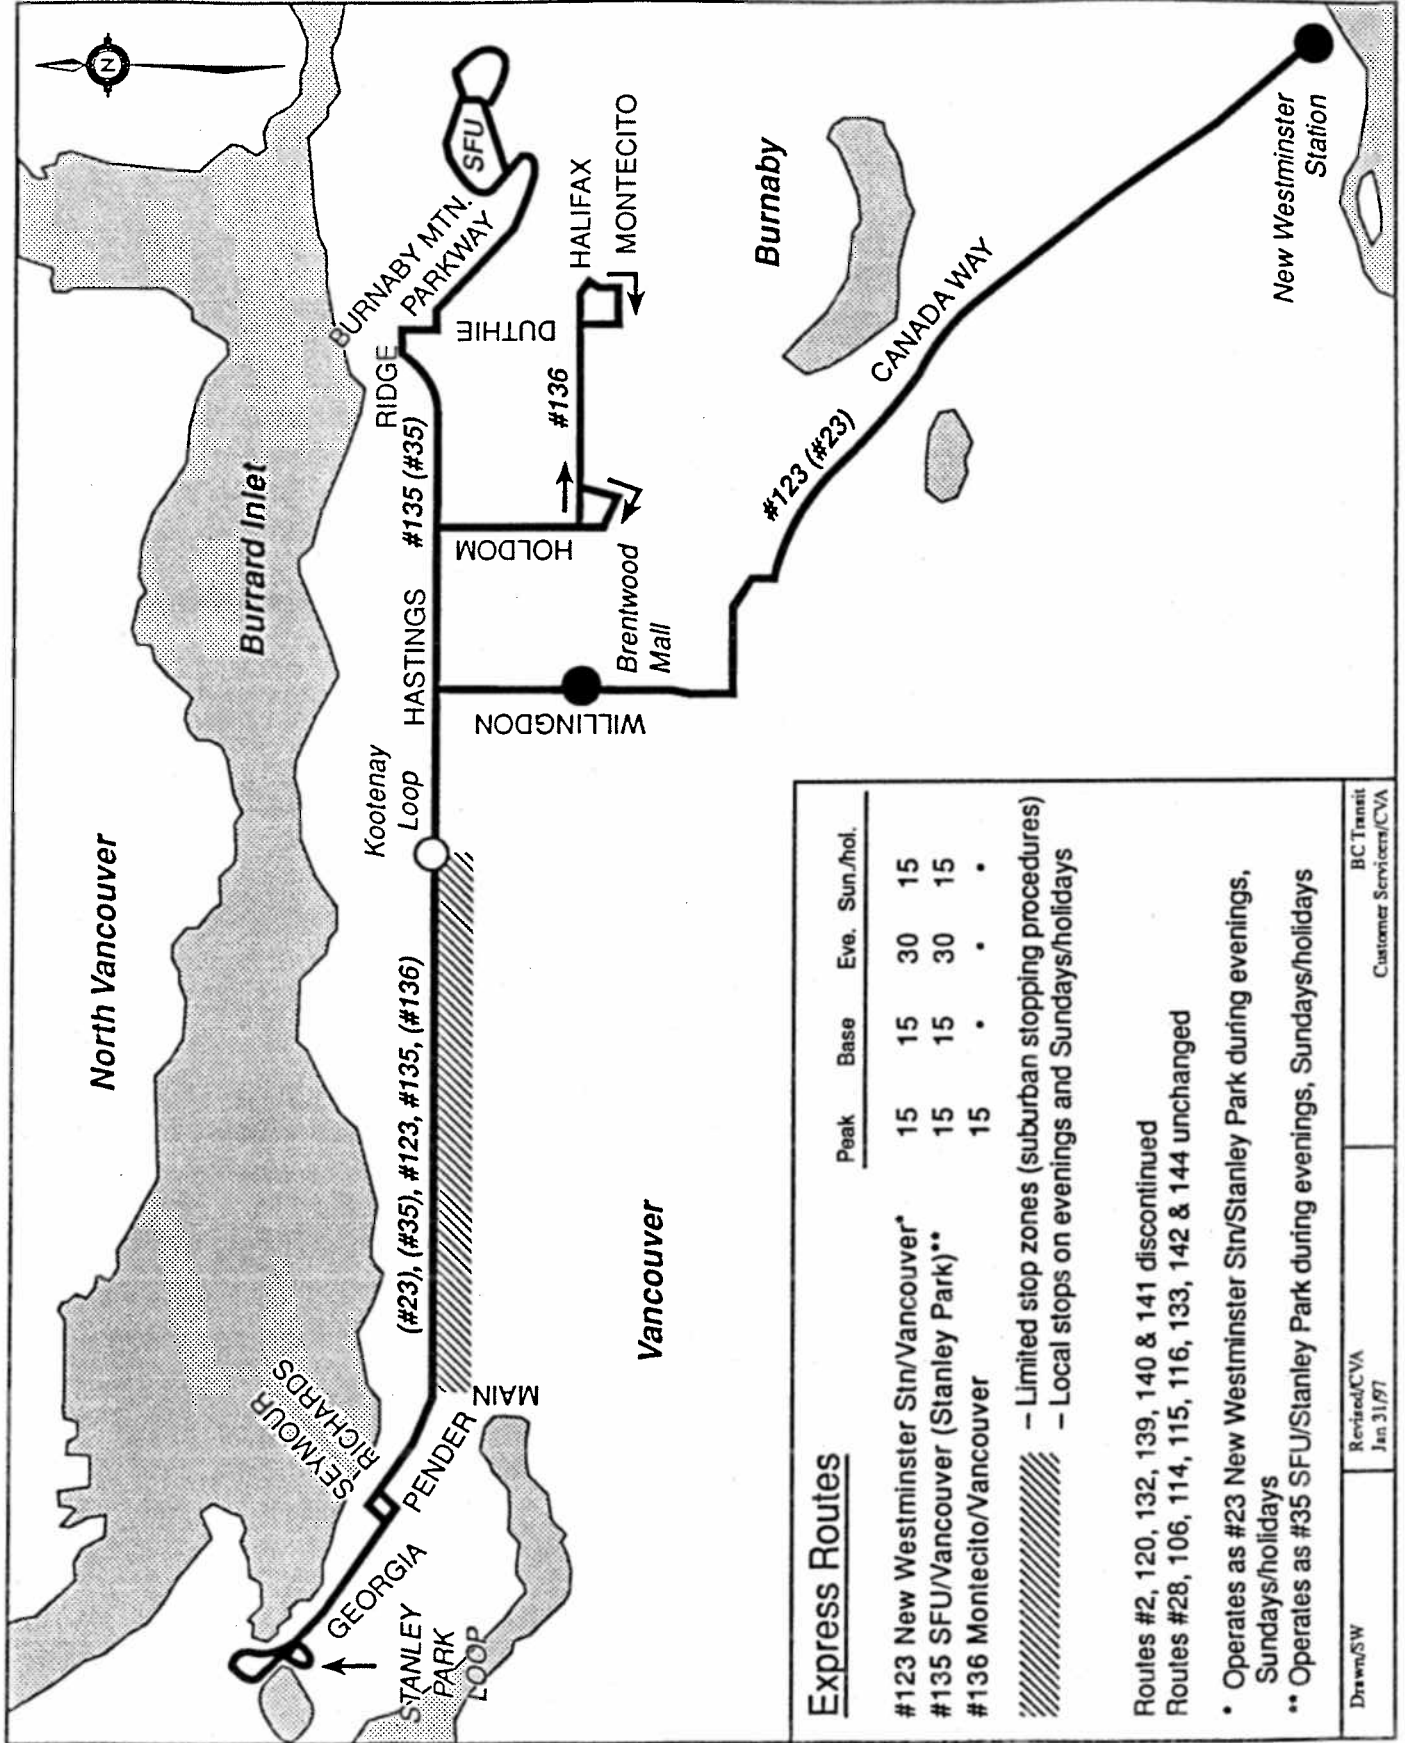 N
North Vancouver
Burrard Inlet
BURNABY MTN.
PARKWAY
SFU
RIDGE
DUTHIE
HALIFAX
MONTECITO
#136
#135 (#35)
HOLDOM
HASTINGS
Kootenay
Loop
WILLINGDON
Brentwood
Mall
Burnaby
CANADA WAY
#123 (#23)
New Westminster
Station
(#23), (#35), #123, #135, (#136)
Vancouver
MAIN
PENDER
SEYMOUR
RICHARDS
GEORGIA
STANLEY
PARK
LOOP
Express Routes
Peak Base Eve. Sun./hol.
#123 New Westminster Stn/Vancouver* 15 15 30 15
#135 SFU/Vancouver (Stanley Park)** 15 15 30 15
#136 Montecito/Vancouver 15 • • •
– Limited stop zones (suburban stopping procedures)
– Local stops on evenings and Sundays/holidays
Routes #2, 120, 132, 139, 140 & 141 discontinued
Routes #28, 106, 114, 115, 116, 133, 142 & 144 unchanged
* Operates as #23 New Westminster Stn/Stanley Park during evenings,
Sundays/holidays
** Operates as #35 SFU/Stanley Park during evenings, Sundays/holidays
Drawn/SW
Revised/CVA
Jan 31/97
BC Transit
Customer Services/CVA